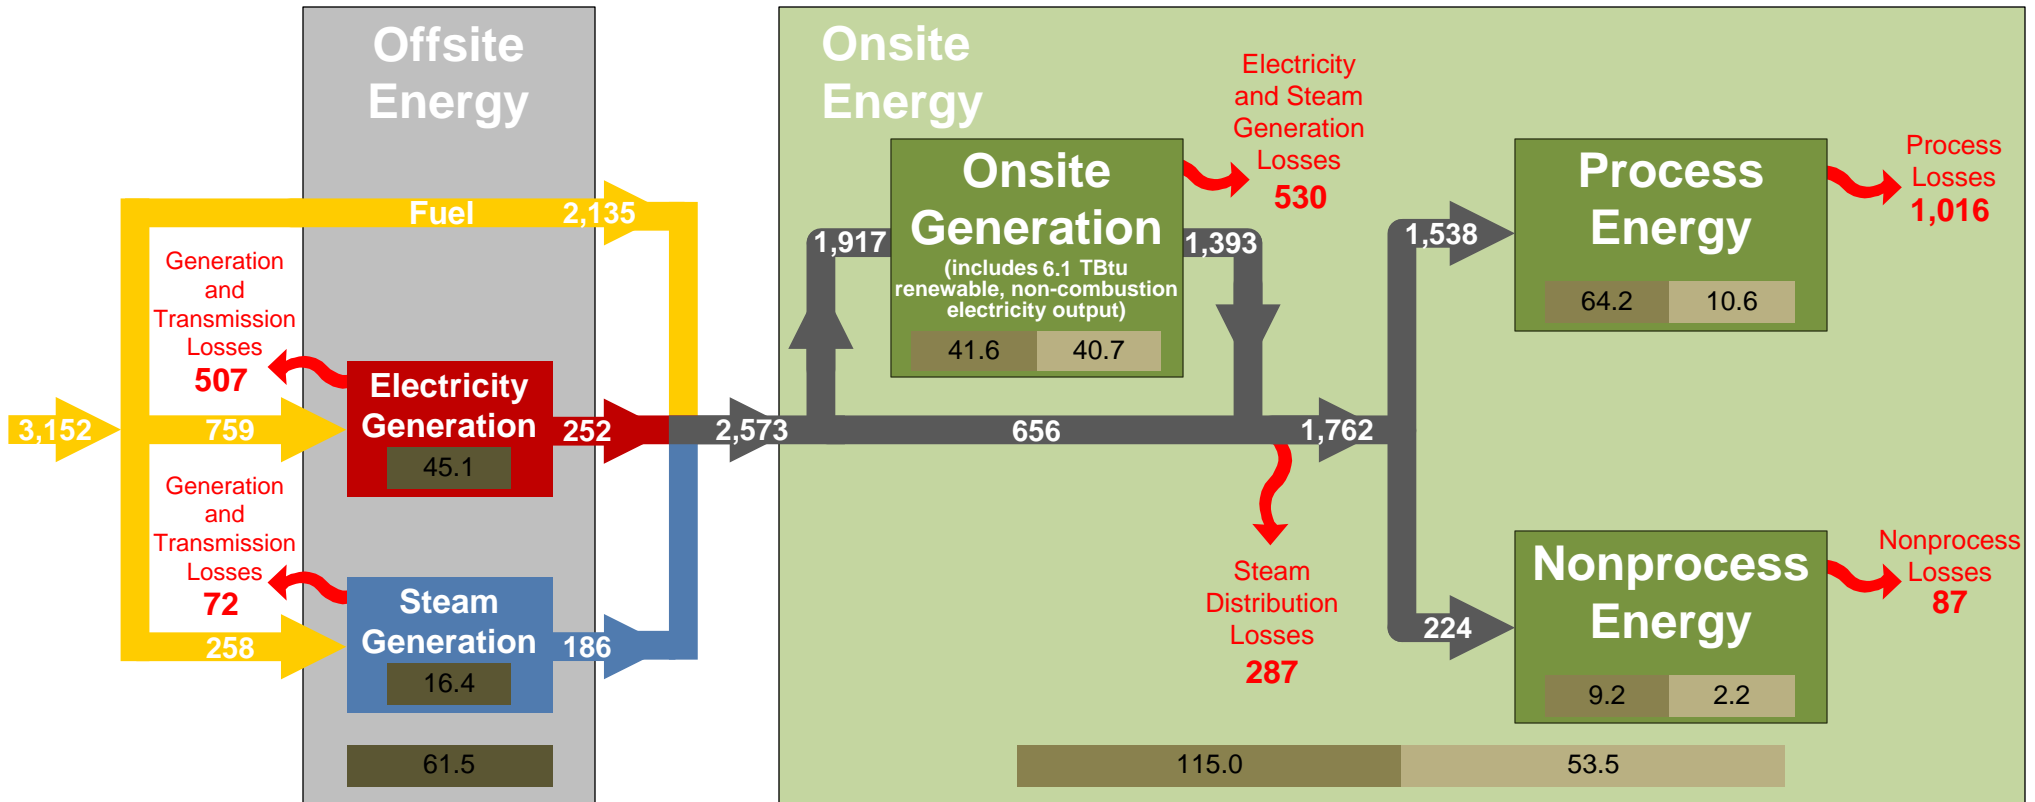 Offsite
Energy
Onsite
Energy
Fuel
2,135
Generation
and
Transmission
Losses
507
Electricity
Generation
45.1
3,152
759
252
Generation
and
Transmission
Losses
72
Steam
Generation
16.4
258
186
61.5
2,573
1,917
Onsite
Generation
(includes 6.1 TBtu
renewable, non-combustion
electricity output)
41.6
40.7
Electricity
and Steam
Generation
Losses
530
1,393
656
1,762
Steam
Distribution
Losses
287
1,538
Process
Energy
64.2
10.6
Process
Losses
1,016
224
Nonprocess
Energy
9.2
2.2
Nonprocess
Losses
87
115.0
53.5